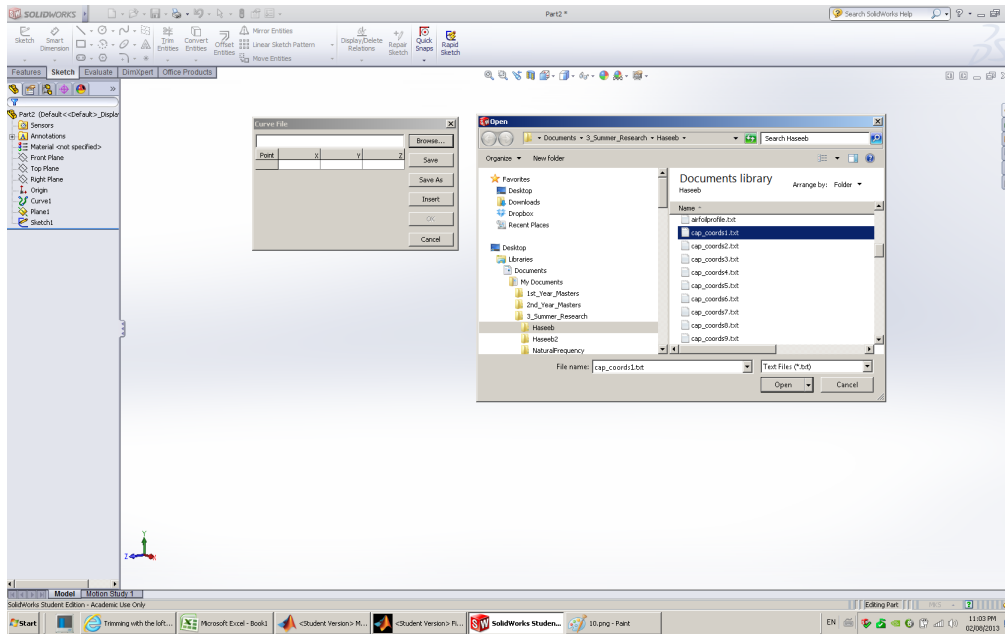 SOLIDWORKS
Part2 *
Search SolidWorks Help
Sketch
Smart Dimension
Trim Entities
Convert Entities
Offset Entities
Mirror Entities
Linear Sketch Pattern
Move Entities
Display/Delete Relations
Repair Sketch
Quick Snaps
Rapid Sketch
Features Sketch Evaluate DimXpert Office Products
Part2 (Default<<Default>_Display
Sensors
Annotations
Material <not specified>
Front Plane
Top Plane
Right Plane
Origin
Curve1
Plane1
Sketch1
Curve File
Browse...
Point X Y Z
Save
Save As
Insert
OK
Cancel
Open
Documents 3_Summer_Research Haseeb
Search Haseeb
Organize New folder
Favorites
Desktop
Downloads
Dropbox
Recent Places
Desktop
Libraries
Documents
My Documents
1st_Year_Masters
2nd_Year_Masters
3_Summer_Research
Haseeb
Haseeb2
NaturalFrequency
Documents library
Haseeb
Arrange by: Folder
Name
airfoilprofile.txt
cap_coords1.txt
cap_coords2.txt
cap_coords3.txt
cap_coords4.txt
cap_coords5.txt
cap_coords6.txt
cap_coords7.txt
cap_coords8.txt
cap_coords9.txt
File name: cap_coords1.txt
Text Files (*.txt)
Open Cancel
Y
Z
X
Model Motion Study 1
SolidWorks Student Edition - Academic Use Only
Editing Part MKS
Start
Trimming with the loft...
Microsoft Excel - Book1
<Student Version> M...
<Student Version> Fi...
SolidWorks Studen...
10.png - Paint
EN
11:03 PM
02/08/2013